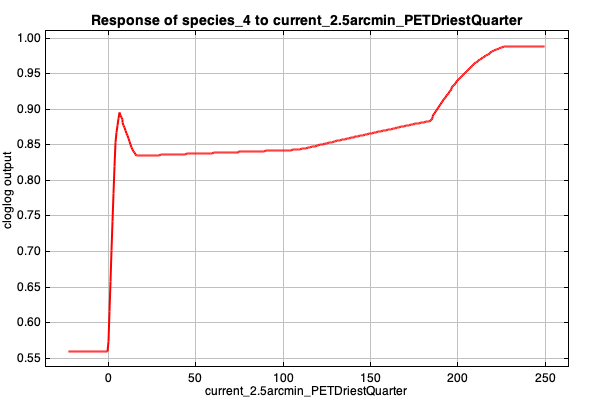 Response of species_4 to current_2.5arcmin_PETDriestQuarter
1.00
0.95
0.90
0.85
0.80
0.75
0.70
0.65
0.60
0.55
cloglog output
0 50 100 150 200 250
current_2.5arcmin_PETDriestQuarter